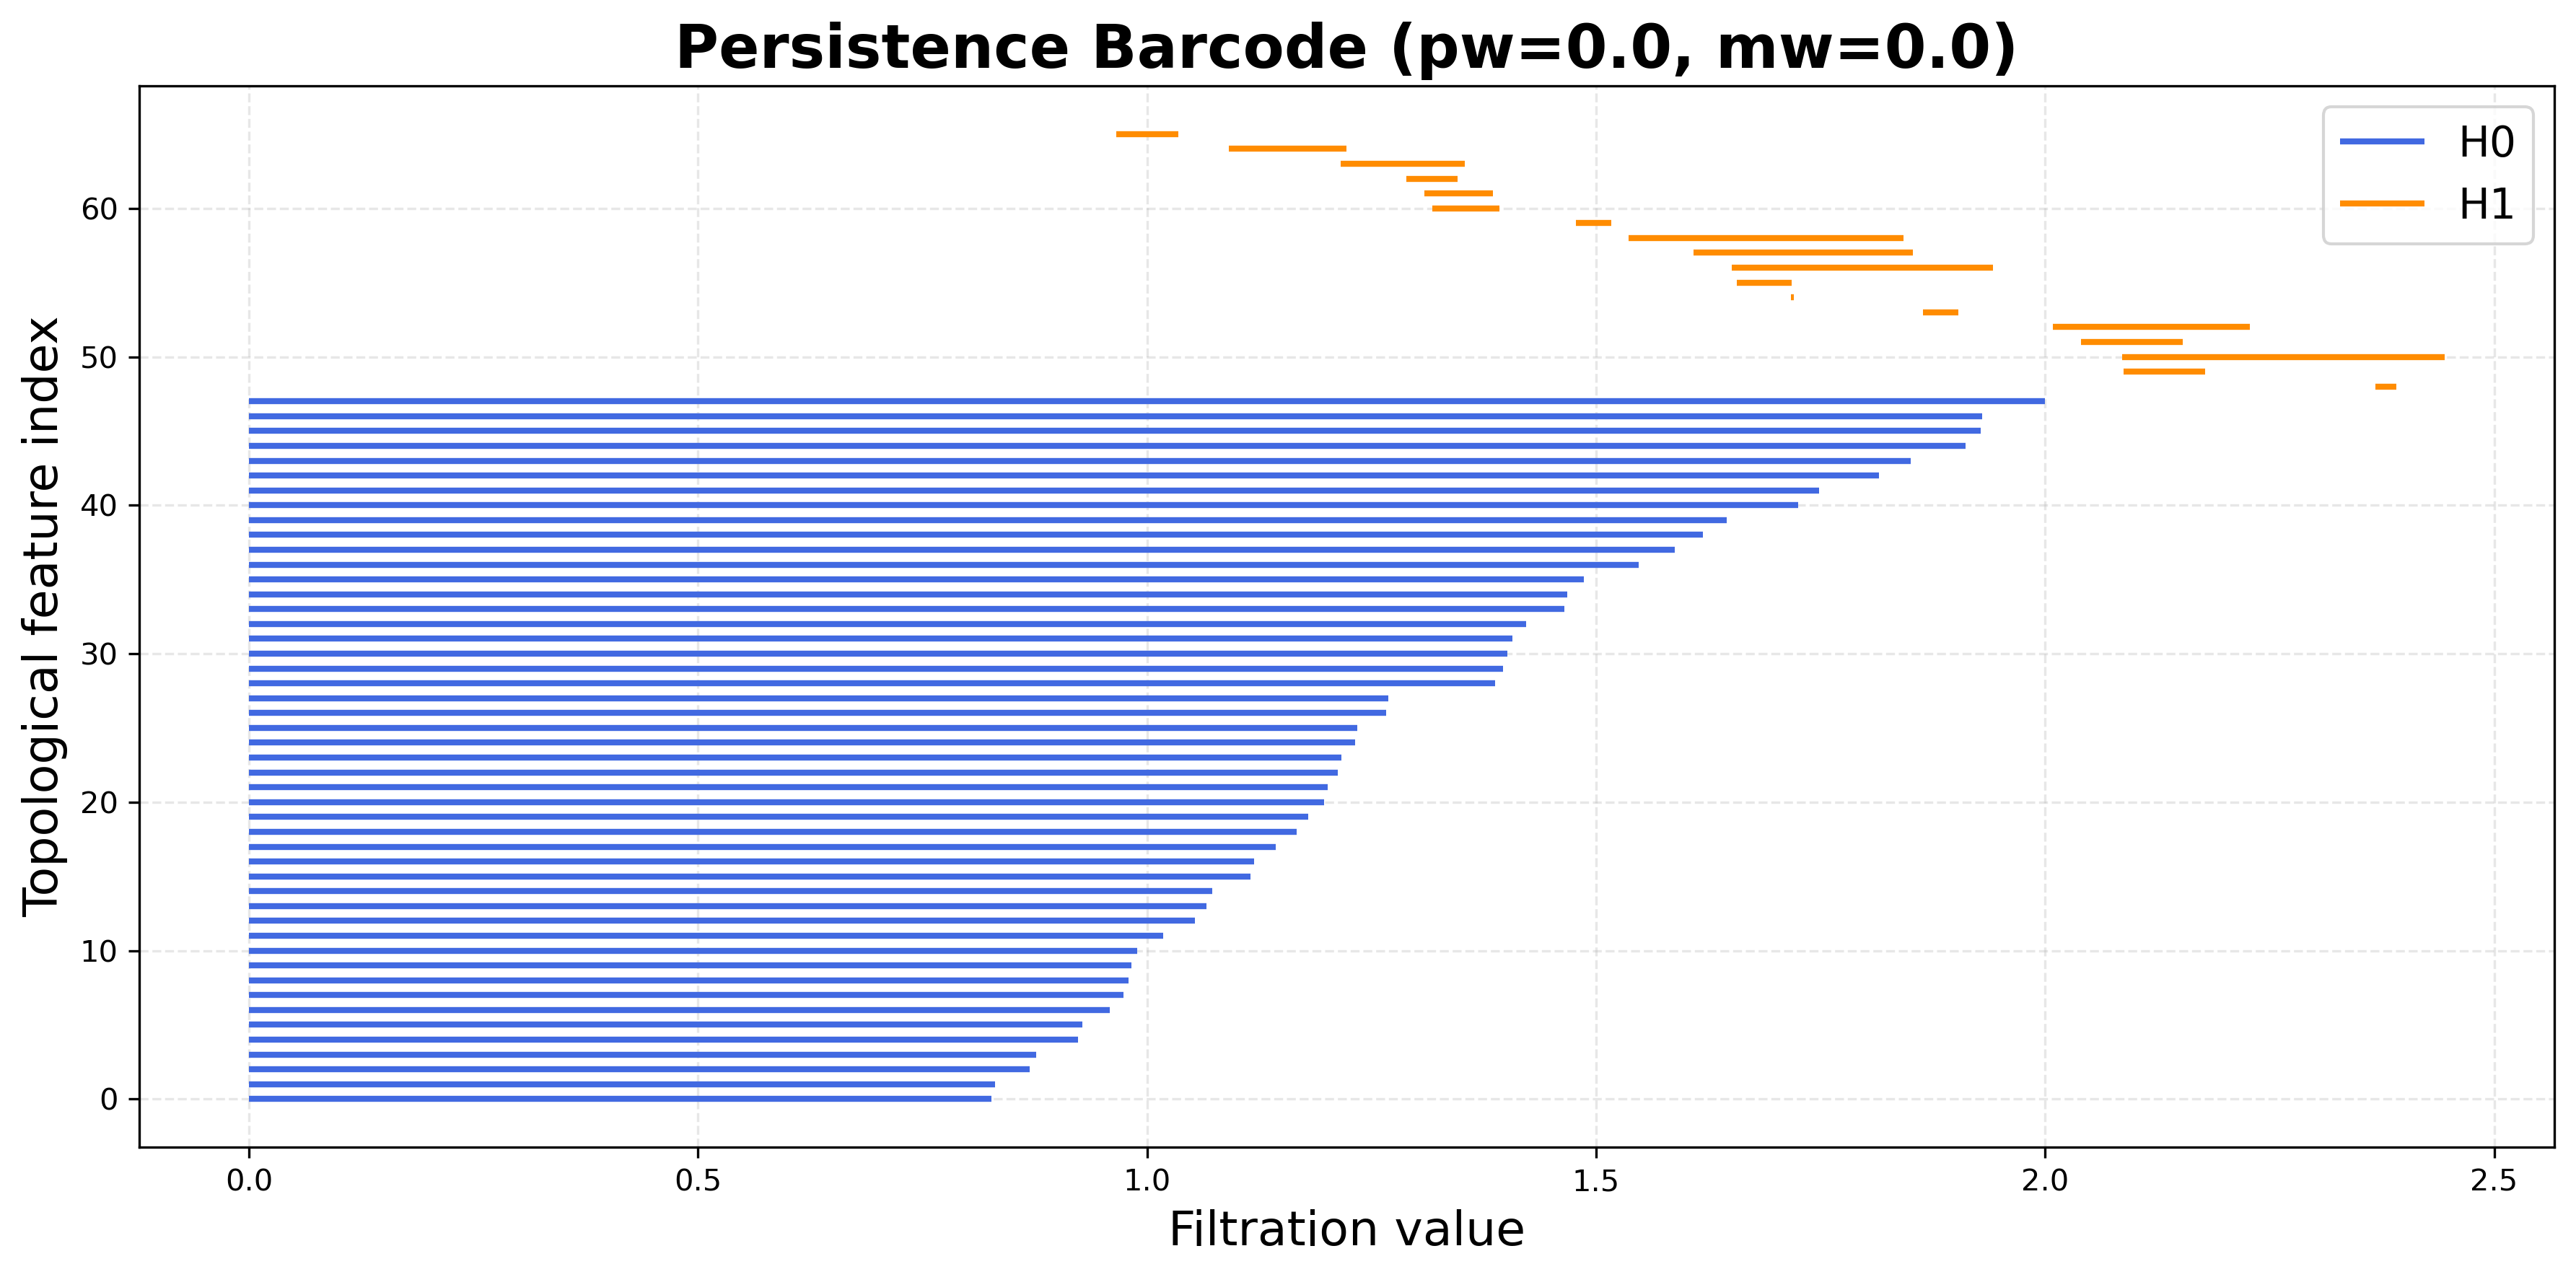 Persistence Barcode (pw=0.0, mw=0.0)
H0
H1
Topological feature index
60
50
40
30
20
10
0
0.0 0.5 1.0 1.5 2.0 2.5
Filtration value